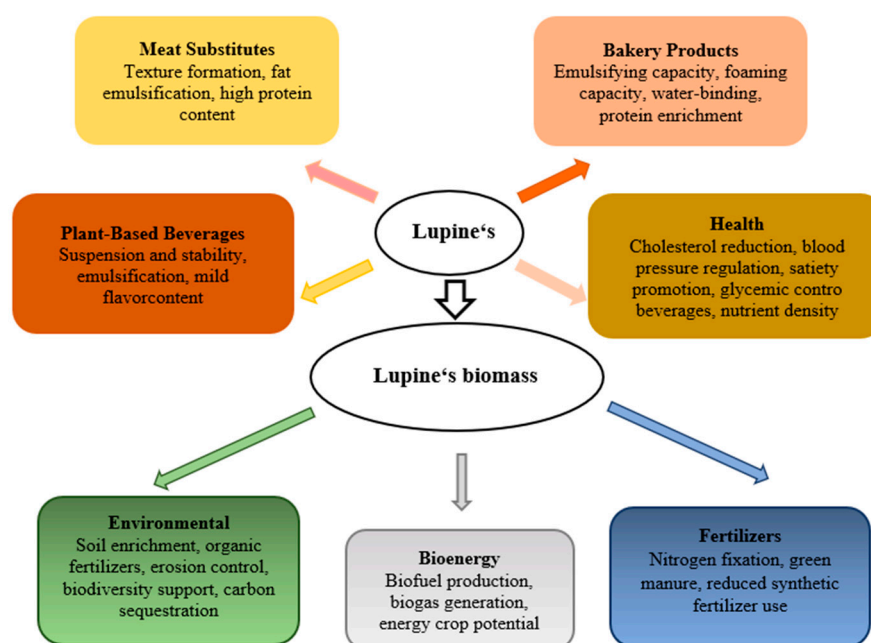 Meat Substitutes
Texture formation, fat
emulsification, high protein
content
Bakery Products
Emulsifying capacity, foaming
capacity, water-binding,
protein enrichment
Lupine‘s
Plant-Based Beverages
Suspension and stability,
emulsification, mild
flavorcontent
Health
Cholesterol reduction, blood
pressure regulation, satiety
promotion, glycemic contro
beverages, nutrient density
Lupine‘s biomass
Environmental
Soil enrichment, organic
fertilizers, erosion control,
biodiversity support, carbon
sequestration
Bioenergy
Biofuel production,
biogas generation,
energy crop potential
Fertilizers
Nitrogen fixation, green
manure, reduced synthetic
fertilizer use